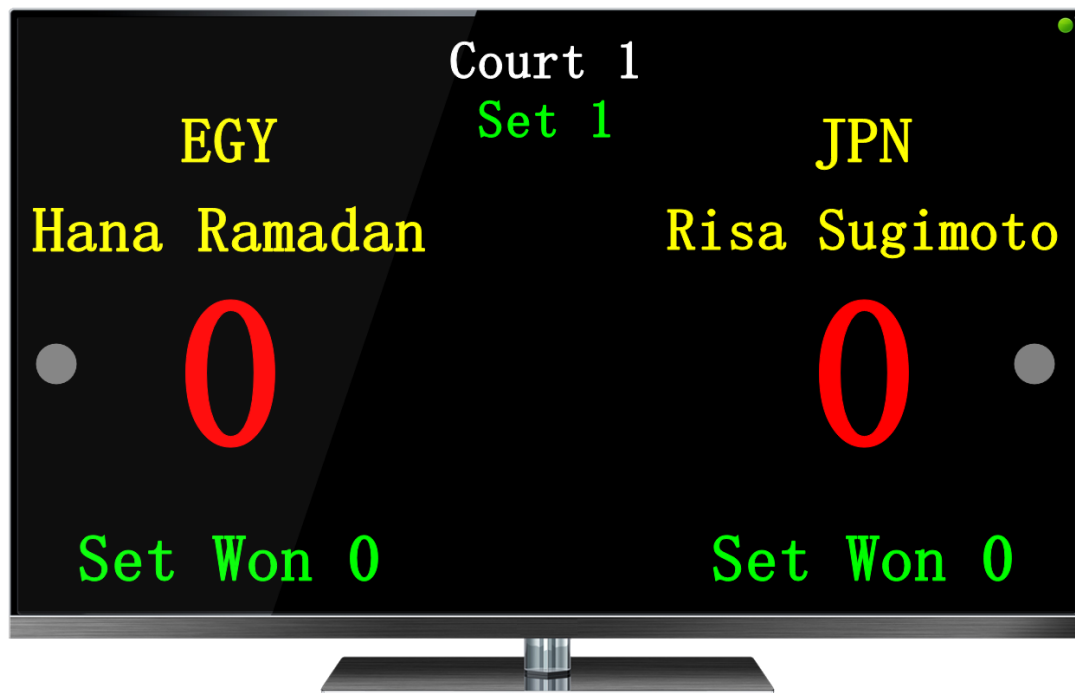 Court 1
Set 1
EGY
JPN
Hana Ramadan
Risa Sugimoto
0
0
Set Won 0
Set Won 0